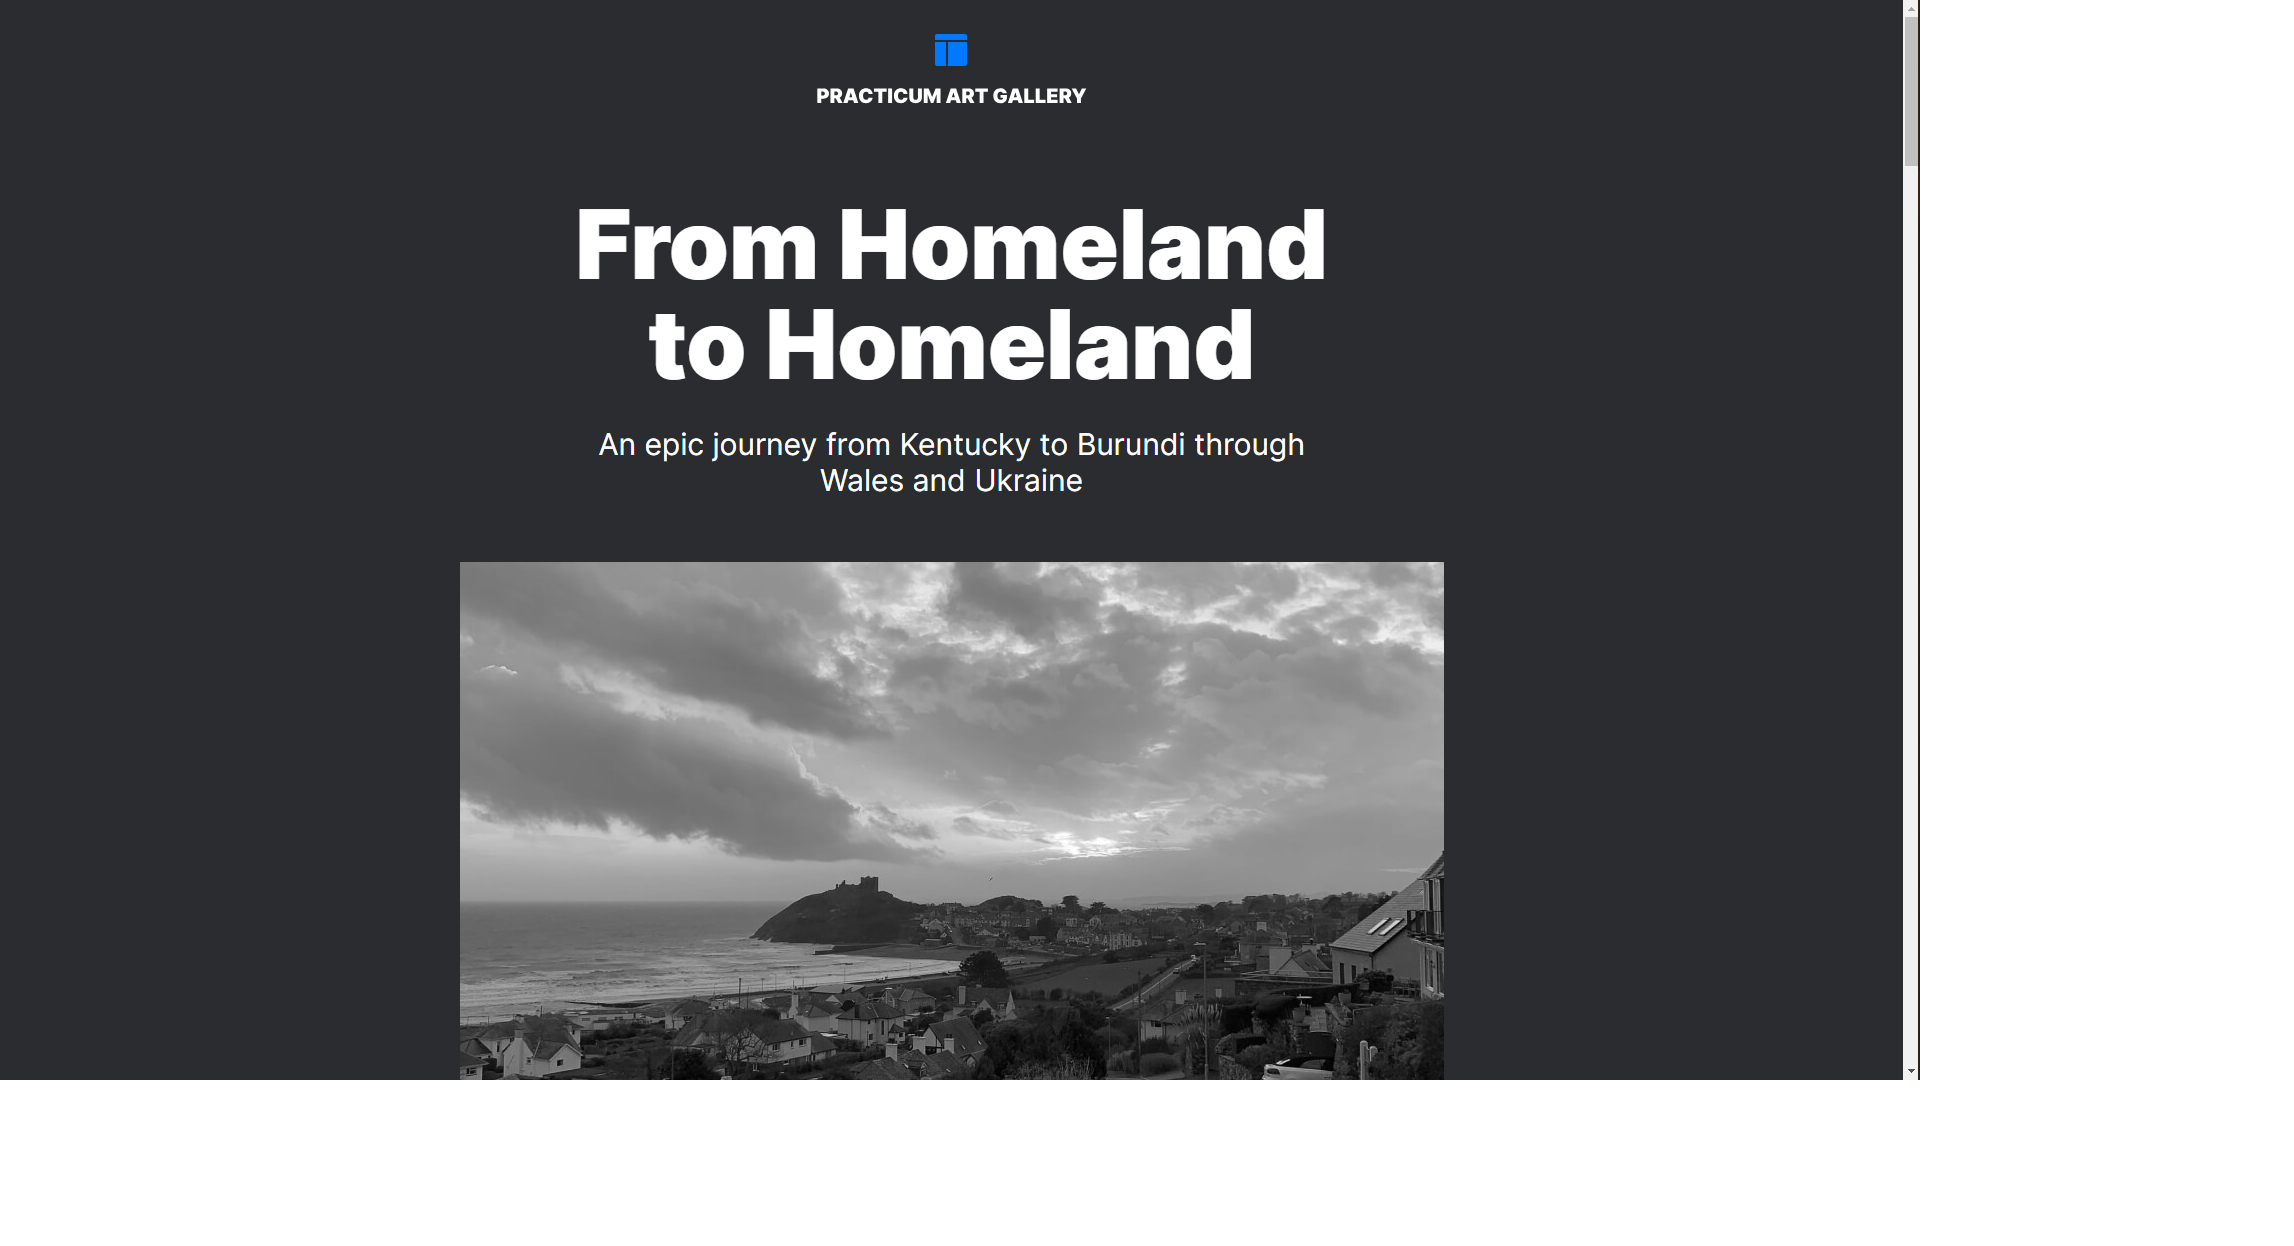 PRACTICUM ART GALLERY
From Homeland
to Homeland
An epic journey from Kentucky to Burundi through
Wales and Ukraine